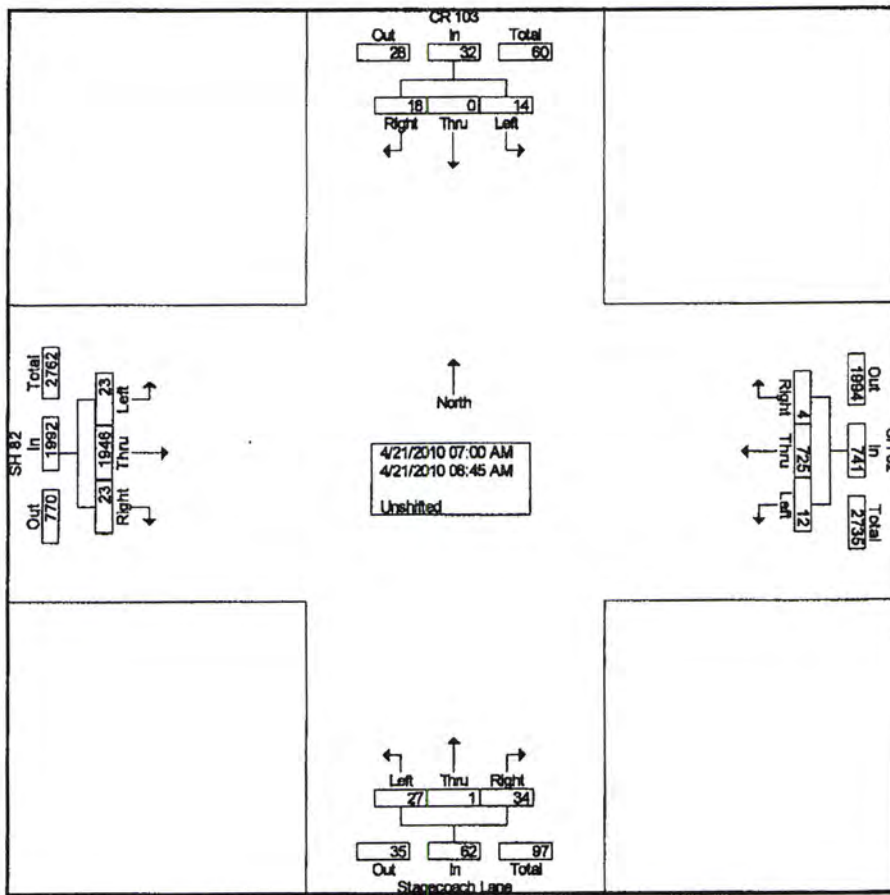 CR 103
Out In Total
28 32 60
18 0 14
Right Thru Left
SH 82
Total In Out
2762 1992 770
23 1946 23
Left Thru Right
North
4/21/2010 07:00 AM
4/21/2010 08:45 AM
Unshifted
Right Thru Left
4 725 12
Out In Total
1994 741 2735
Left Thru Right
27 1 34
35 62 97
Out In Total
Stagecoach Lane